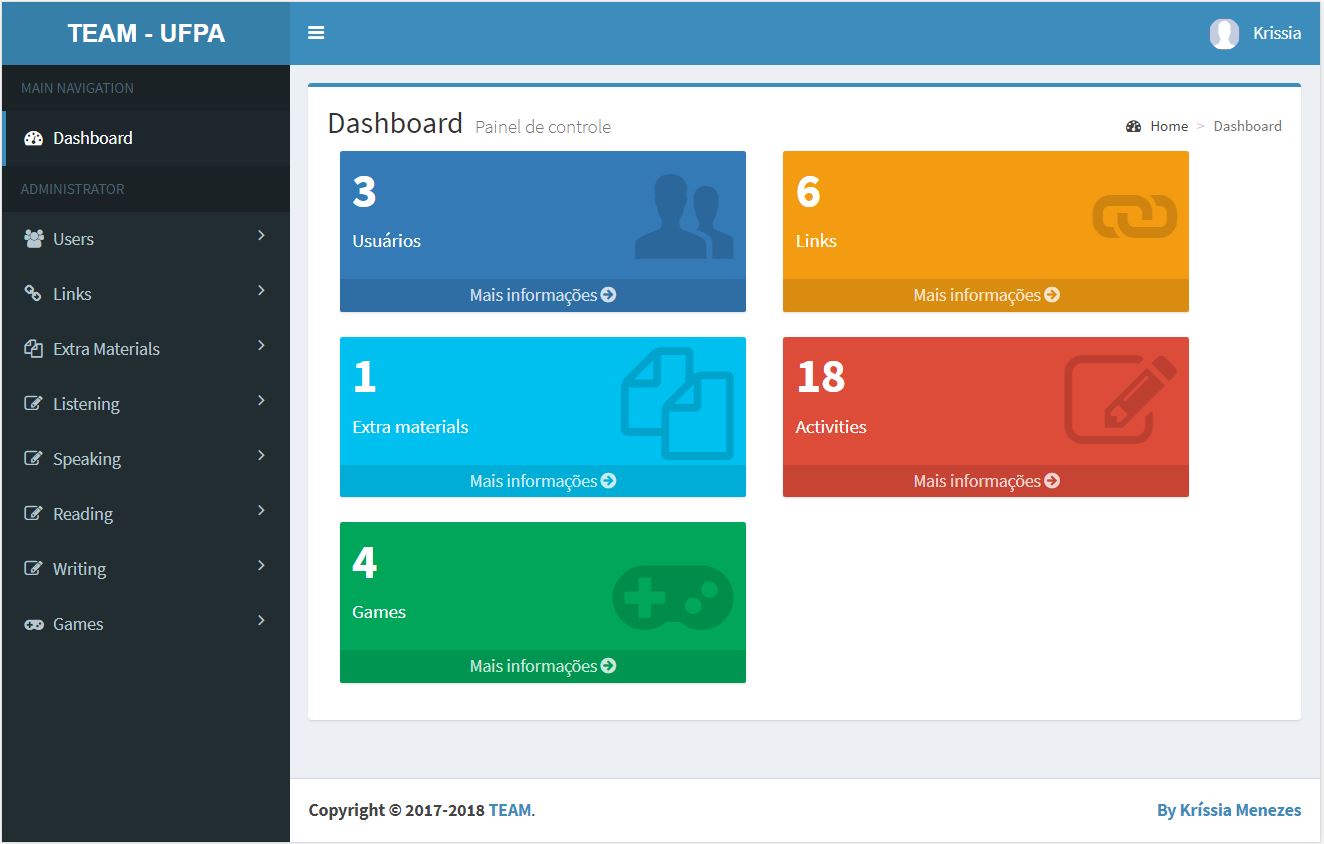 TEAM - UFPA
Krissia
MAIN NAVIGATION
Dashboard
ADMINISTRATOR
Users
Links
Extra Materials
Listening
Speaking
Reading
Writing
Games
Dashboard Painel de controle
Home > Dashboard
3
Usuários
Mais informações
6
Links
Mais informações
1
Extra materials
Mais informações
18
Activities
Mais informações
4
Games
Mais informações
Copyright © 2017-2018 TEAM.
By Kríssia Menezes